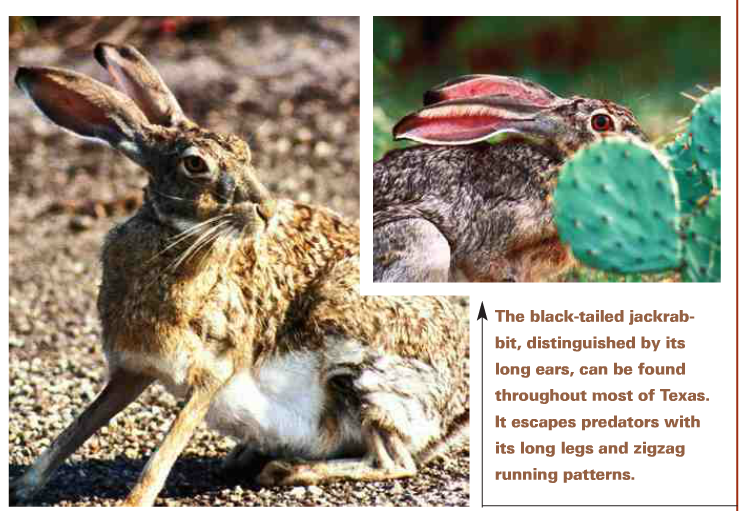 The black-tailed jackrab-
bit, distinguished by its
long ears, can be found
throughout most of Texas.
It escapes predators with
its long legs and zigzag
running patterns.